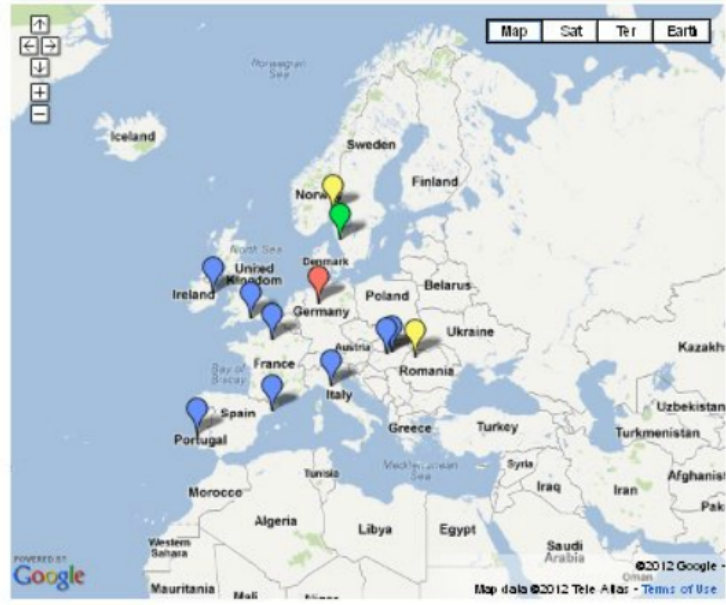 Map Sat Ter Earth
Norwegian Sea
Iceland
Sweden
Finland
Norw
North Sea
Denmark
United Kingdom
Ireland
Belarus
Poland
Germany
Ukraine
Austria
Kazakh
France
Bay of Biscay
Romania
Italy
Uzbekistan
Spain
Portugal
Greece
Turkey
Turkmenistan
Mediterranean Sea
Tunisia
Syria
Afghanis
Morocco
Iraq
Iran
Pak
Algeria
Libya
Egypt
Western Sahara
Saudi Arabia
POWERED BY
Google
©2012 Google -
Oman
Mauritania
Mali
Map data ©2012 Tele Atlas - Terms of Use